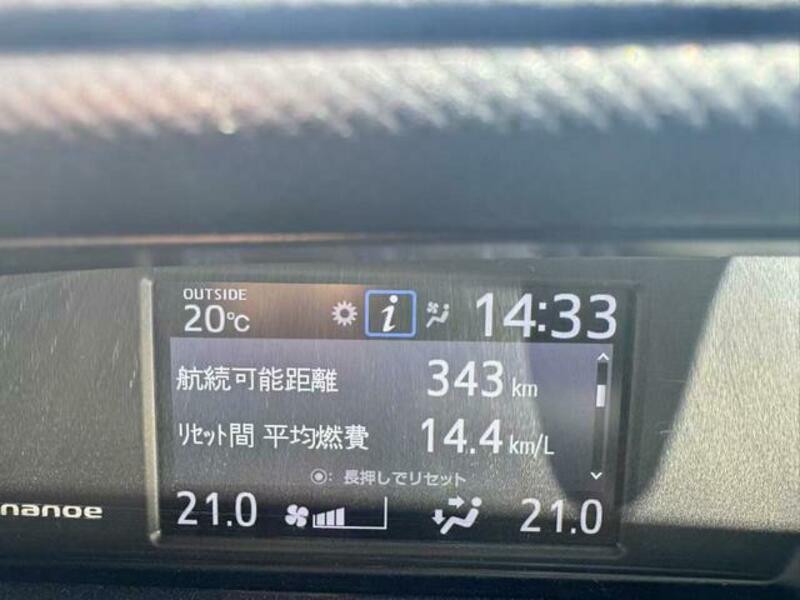 OUTSIDE
20℃
i
14:33
航続可能距離 343 km
リセット間 平均燃費 14.4 km/L
◉: 長押しでリセット
21.0 21.0
nanoe